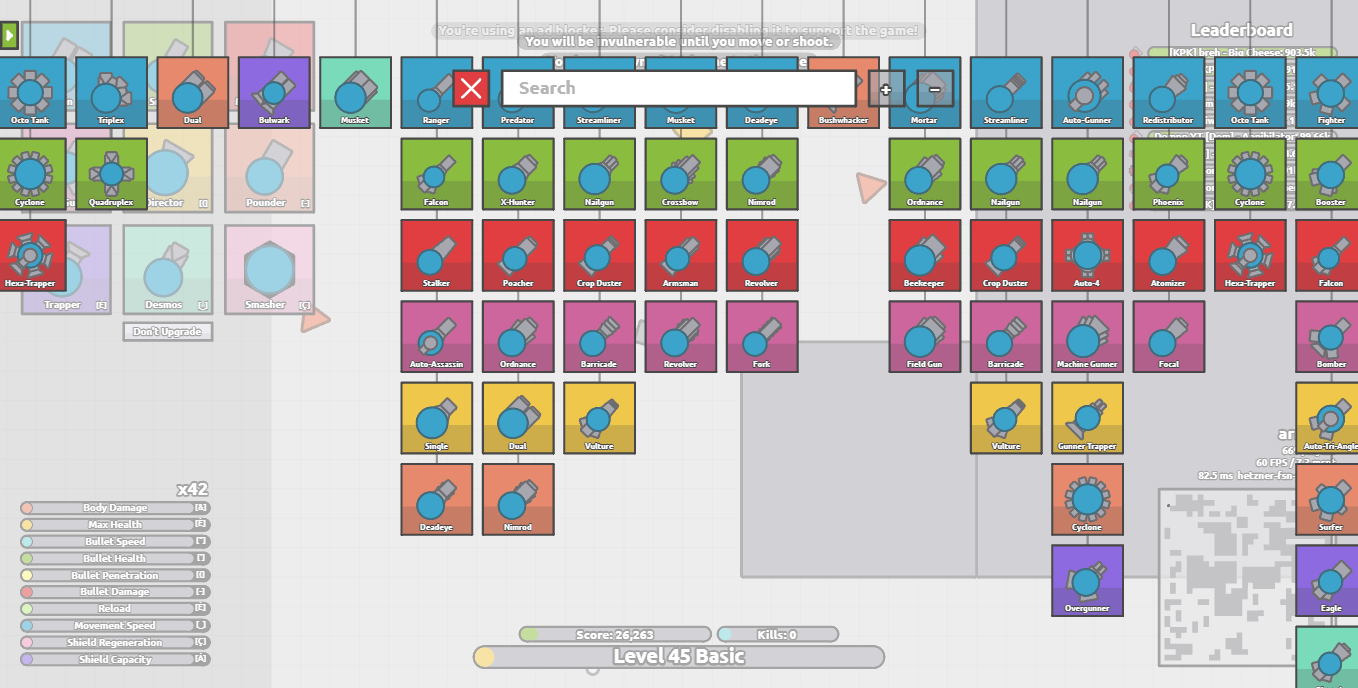 You're using an ad blocker. Please consider disabling it to support the game!
You will be invulnerable until you move or shoot.
Leaderboard
[KPK] breh - Big Cheese: 903.5k
Search
+
−
Octo Tank
Triplex
Dual
Bulwark
Musket
Ranger
Predator
Streamliner
Musket
Deadeye
Bushwhacker
Mortar
Streamliner
Auto-Gunner
Redistributor
Octo Tank
Fighter
Cyclone
Quadruplex
Director
Pounder
Falcon
X-Hunter
Nailgun
Crossbow
Nimrod
Ordnance
Nailgun
Nailgun
Phoenix
Cyclone
Booster
Hexa-Trapper
Stalker
Poacher
Crop Duster
Arnsman
Revolver
Beekeeper
Crop Duster
Auto-4
Atomizer
Hexa-Trapper
Falcon
Trapper [E]
Desmos [_]
Smasher [Ç]
Don't Upgrade
Auto-Assassin
Ordnance
Barricade
Revolver
Fork
Field Gun
Barricade
Machine Gunner
Focal
Bomber
Single
Dual
Vulture
Vulture
Gunner Trapper
Auto-Tri-Angle
Deadeye
Nimrod
Cyclone
Surfer
Overgunner
Eagle
82.5 ms hetzner-fsn-
x42
Body Damage
Max Health
Bullet Speed
Bullet Health
Bullet Penetration
Bullet Damage
Reload
Movement Speed
Shield Regeneration
Shield Capacity
Score: 26,263
Kills: 0
Level 45 Basic